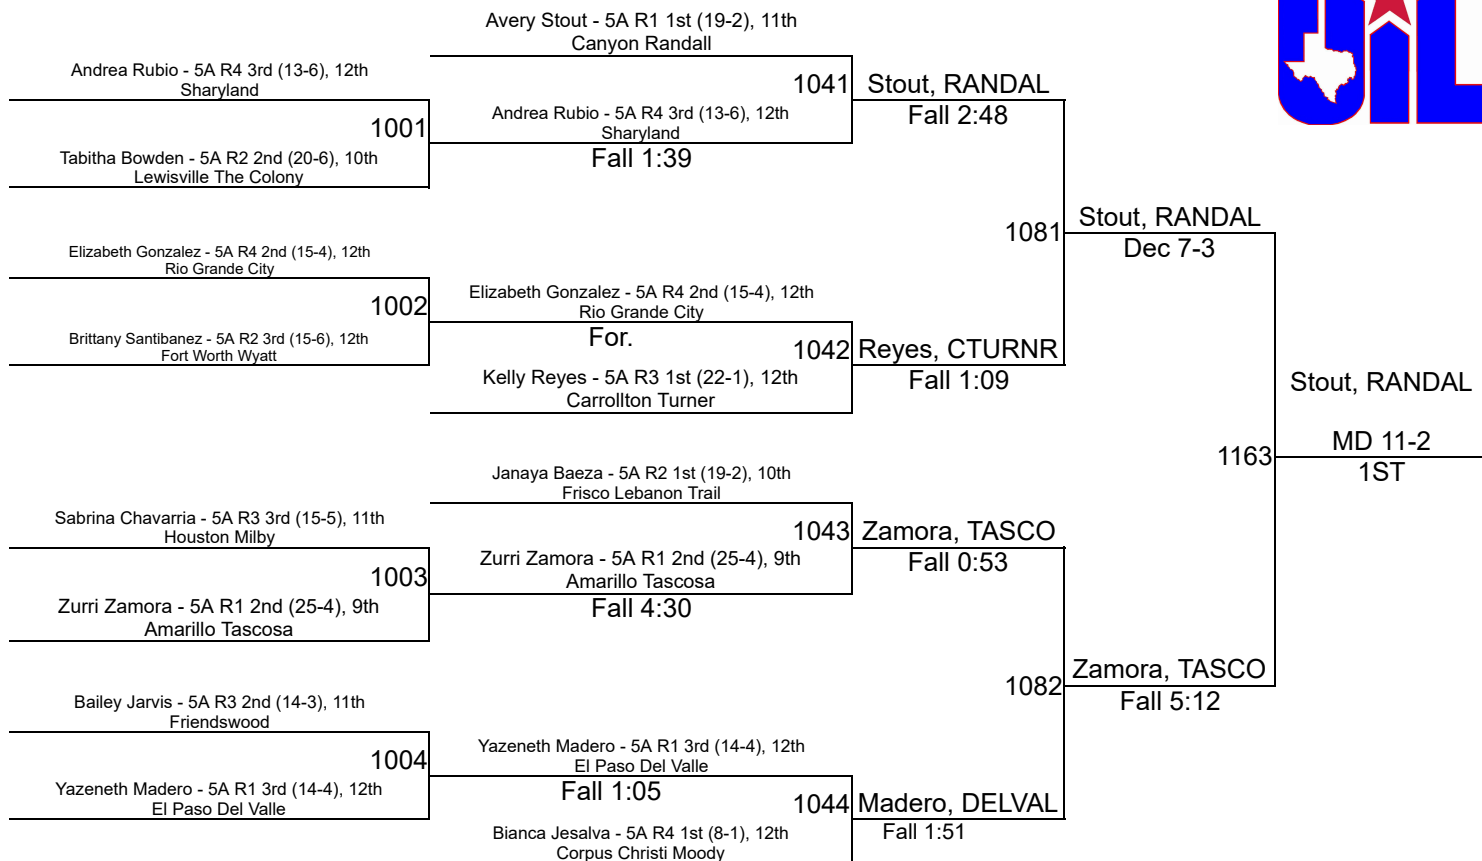 Avery Stout - 5A R1 1st (19-2), 11th
Canyon Randall
Andrea Rubio - 5A R4 3rd (13-6), 12th
Sharyland
1041
Stout, RANDAL
Fall 2:48
1001
Andrea Rubio - 5A R4 3rd (13-6), 12th
Sharyland
Fall 1:39
Tabitha Bowden - 5A R2 2nd (20-6), 10th
Lewisville The Colony
1081
Stout, RANDAL
Dec 7-3
Elizabeth Gonzalez - 5A R4 2nd (15-4), 12th
Rio Grande City
1002
Elizabeth Gonzalez - 5A R4 2nd (15-4), 12th
Rio Grande City
For.
Brittany Santibanez - 5A R2 3rd (15-6), 12th
Fort Worth Wyatt
1042
Reyes, CTURNR
Fall 1:09
Kelly Reyes - 5A R3 1st (22-1), 12th
Carrollton Turner
Stout, RANDAL
MD 11-2
1163
1ST
Janaya Baeza - 5A R2 1st (19-2), 10th
Frisco Lebanon Trail
Sabrina Chavarria - 5A R3 3rd (15-5), 11th
Houston Milby
1043
Zamora, TASCO
Fall 0:53
1003
Zurri Zamora - 5A R1 2nd (25-4), 9th
Amarillo Tascosa
Fall 4:30
Zurri Zamora - 5A R1 2nd (25-4), 9th
Amarillo Tascosa
1082
Zamora, TASCO
Fall 5:12
Bailey Jarvis - 5A R3 2nd (14-3), 11th
Friendswood
1004
Yazeneth Madero - 5A R1 3rd (14-4), 12th
El Paso Del Valle
Fall 1:05
Yazeneth Madero - 5A R1 3rd (14-4), 12th
El Paso Del Valle
1044
Madero, DELVAL
Fall 1:51
Bianca Jesalva - 5A R4 1st (8-1), 12th
Corpus Christi Moody
UIL